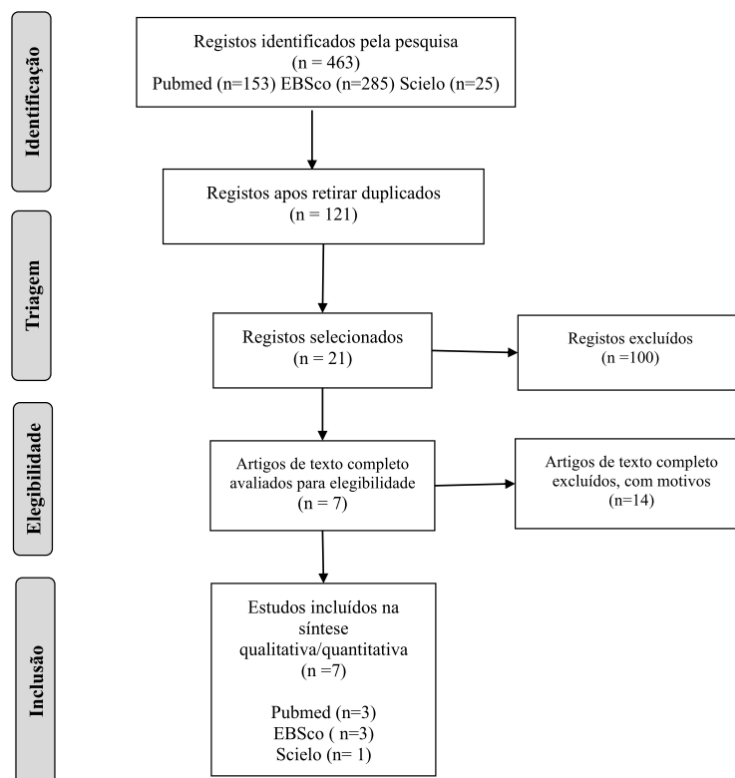 Identificação
Registos identificados pela pesquisa
(n = 463)
Pubmed (n=153) EBSco (n=285) Scielo (n=25)
Registos apos retirar duplicados
(n = 121)
Triagem
Registos selecionados
(n = 21)
Registos excluídos
(n =100)
Elegibilidade
Artigos de texto completo
avaliados para elegibilidade
(n = 7)
Artigos de texto completo
excluídos, com motivos
(n=14)
Inclusão
Estudos incluídos na
síntese
qualitativa/quantitativa
(n =7)
Pubmed (n=3)
EBSco ( n=3)
Scielo (n= 1)